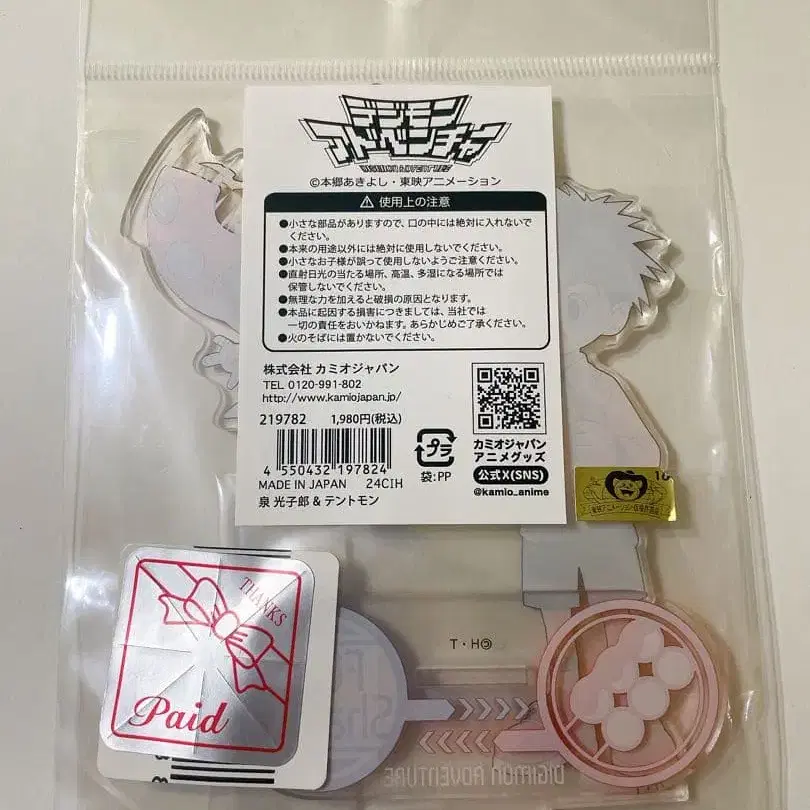 デジモン
アドベンチャー
DIGIMON ADVENTURE
©本郷あきよし・東映アニメーション
使用上の注意
●小さな部品がありますので、口の中には絶対に入れないで
ください。
●本来の用途以外には絶対に使用しないでください。
●小さなお子様が誤って使用しないようご注意ください。
●直射日光の当たる場所、高温、多湿になる場所では
保管しないでください。
●無理な力を加えると破損の原因となります。
●本品に起因する損害につきましては、当社では
一切の責任をおいかねます。あらかじめご了承ください。
●火のそばには置かないでください。
株式会社 カミオジャパン
TEL 0120-991-802
http://www.kamiojapan.jp/
219782 1,980円(税込)
4 550432 197824
MADE IN JAPAN 24CIH
泉 光子郎 & テントモン
プラ
袋:PP
カミオジャパン
アニメグッズ
公式X(SNS)
@kamio_anime
THANKS
Paid
T・H
DIGIMON ADVENTURE